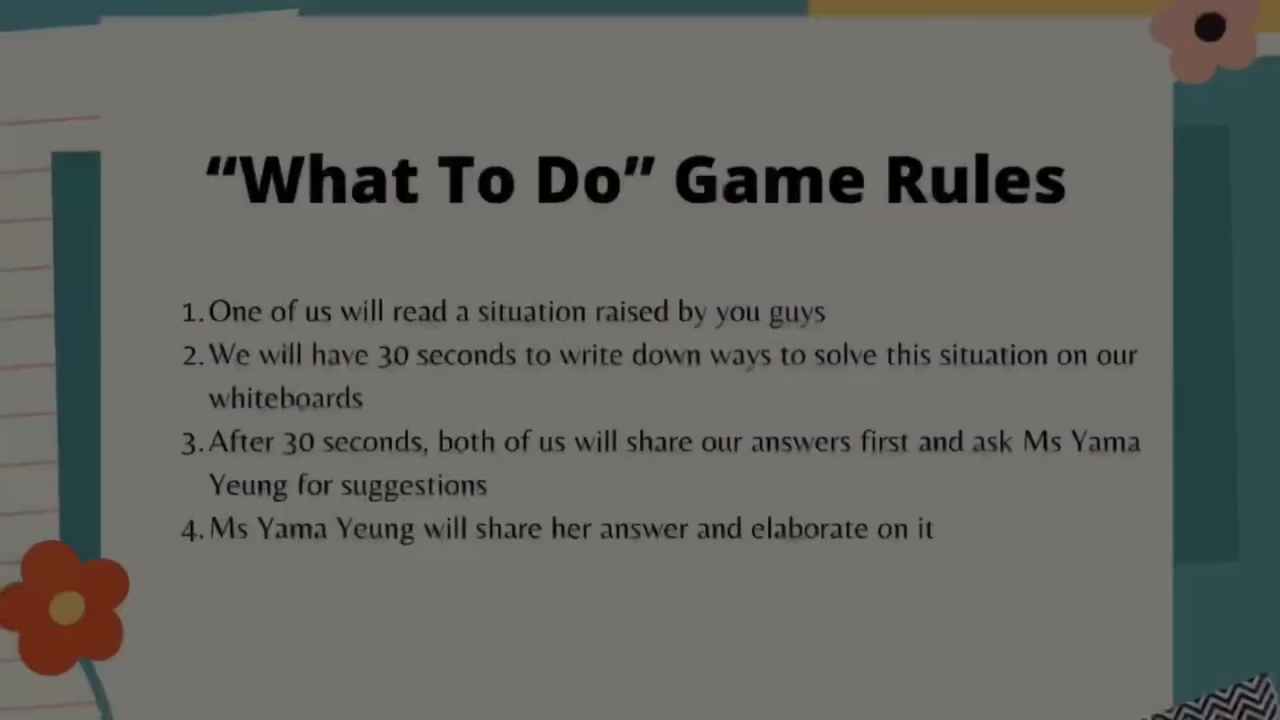 “What To Do” Game Rules
1. One of us will read a situation raised by you guys
2. We will have 30 seconds to write down ways to solve this situation on our
whiteboards
3. After 30 seconds, both of us will share our answers first and ask Ms Yama
Yeung for suggestions
4. Ms Yama Yeung will share her answer and elaborate on it